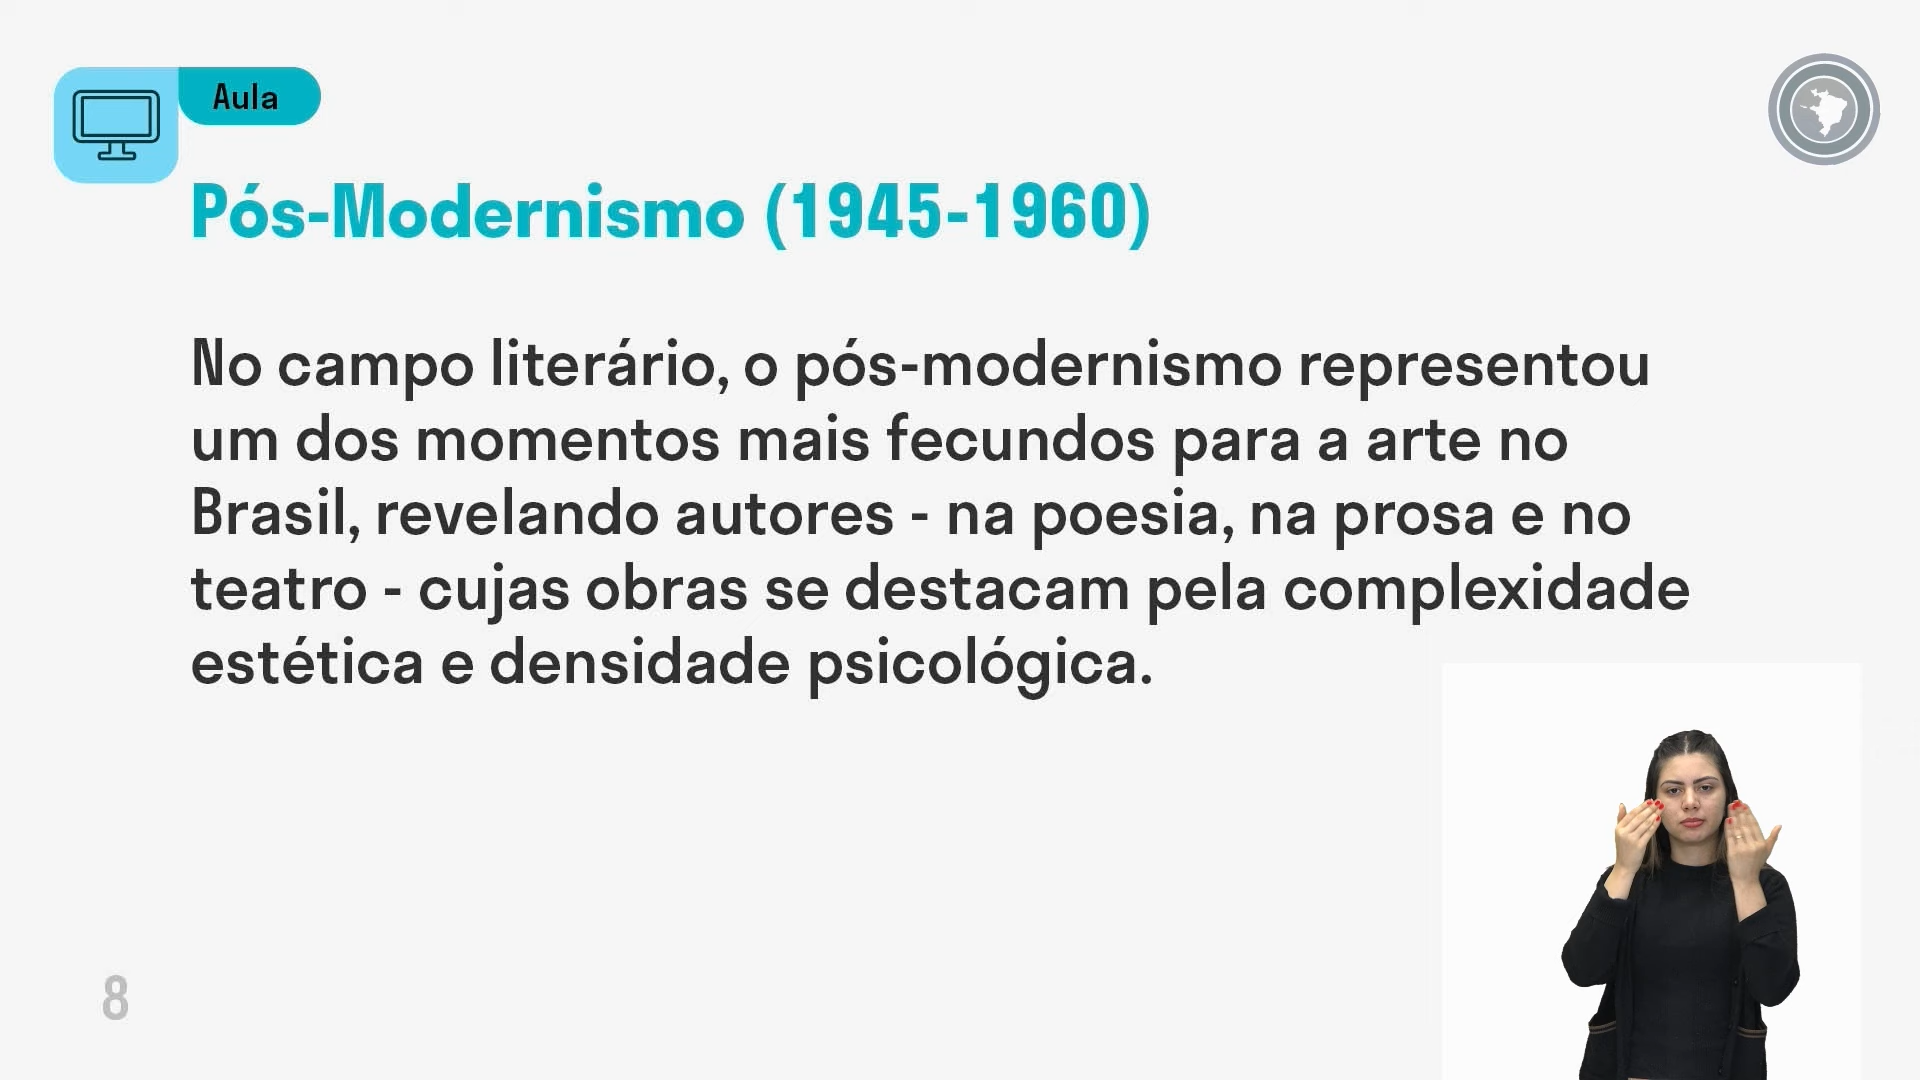 Aula
Pós-Modernismo (1945-1960)
No campo literário, o pós-modernismo representou
um dos momentos mais fecundos para a arte no
Brasil, revelando autores - na poesia, na prosa e no
teatro - cujas obras se destacam pela complexidade
estética e densidade psicológica.
8